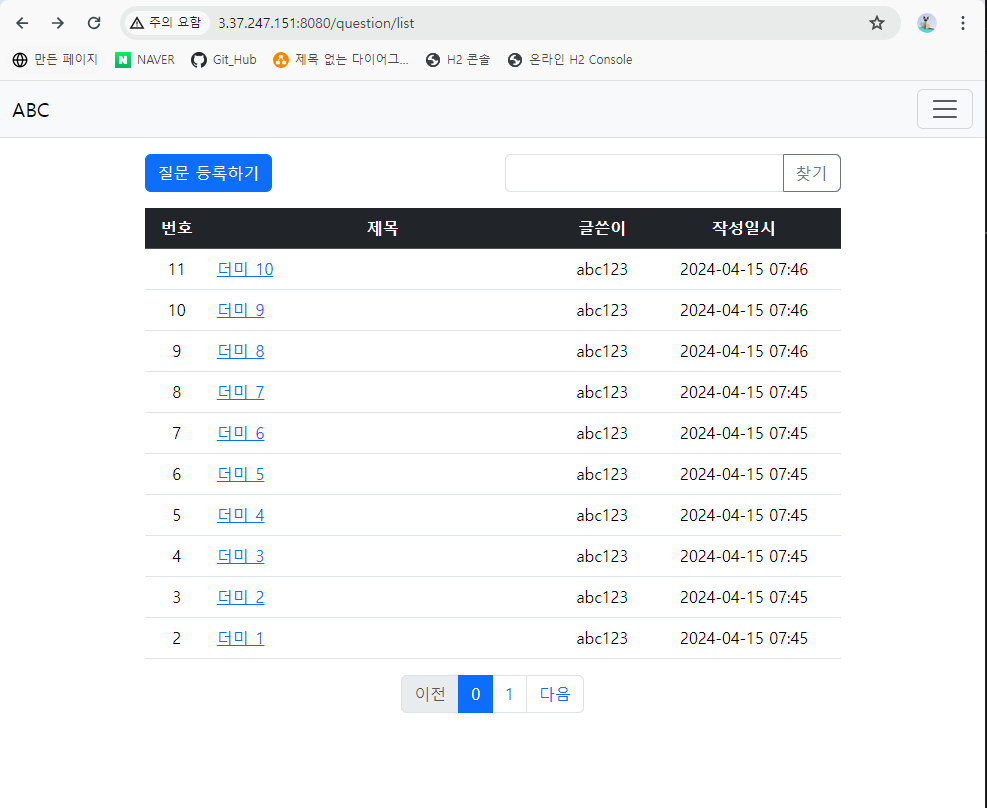 주의 요함 3.37.247.151:8080/question/list
만든 페이지 NAVER Git_Hub 제목 없는 다이어그... H2 콘솔 온라인 H2 Console
ABC
질문 등록하기 찾기
번호 제목 글쓴이 작성일시
11 더미 10 abc123 2024-04-15 07:46
10 더미 9 abc123 2024-04-15 07:46
9 더미 8 abc123 2024-04-15 07:46
8 더미 7 abc123 2024-04-15 07:45
7 더미 6 abc123 2024-04-15 07:45
6 더미 5 abc123 2024-04-15 07:45
5 더미 4 abc123 2024-04-15 07:45
4 더미 3 abc123 2024-04-15 07:45
3 더미 2 abc123 2024-04-15 07:45
2 더미 1 abc123 2024-04-15 07:45
이전 0 1 다음